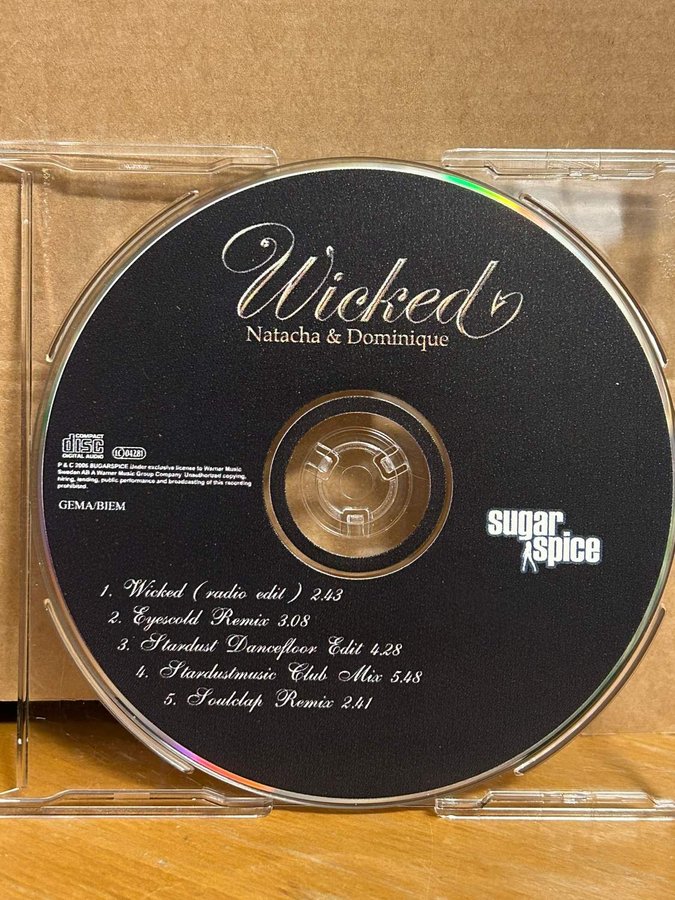 Wicked
Natacha & Dominique
COMPACT
disc
DIGITAL AUDIO
LC 04281
P & C 2006 SUGARSPICE Under exclusive license to Warner Music
Sweden AB A Warner Music Group Company Unauthorized copying,
hiring, lending, public performance and broadcasting of this recording
prohibited.
GEMA/BIEM
sugar
spice
1. Wicked ( radio edit ) 2.43
2. Eyescold Remix 3.08
3. Stardust Dancefloor Edit 4.28
4. Stardustmusic Club Mix 5.48
5. Soulclap Remix 2.41